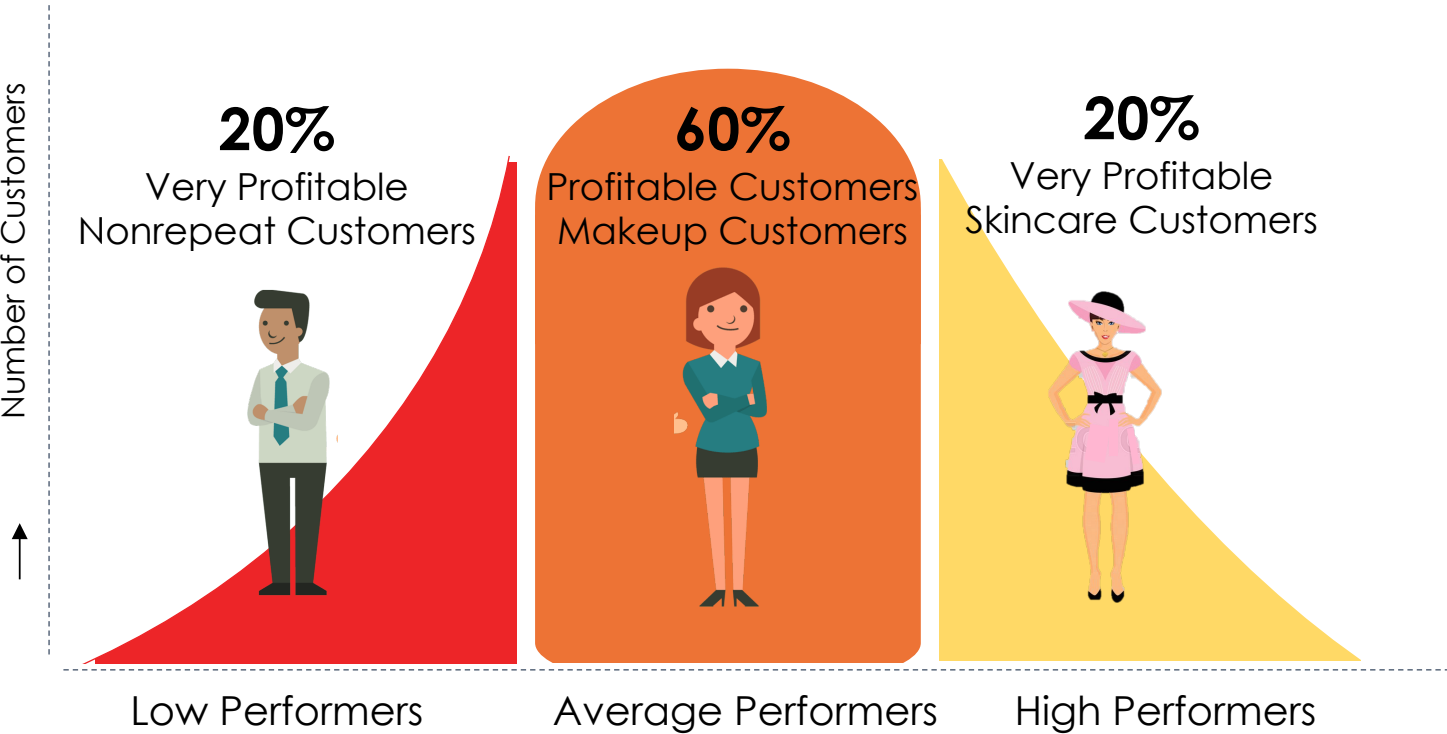 Number of Customers
20%
Very Profitable
Nonrepeat Customers
60%
Profitable Customers
Makeup Customers
20%
Very Profitable
Skincare Customers
Low Performers
Average Performers
High Performers